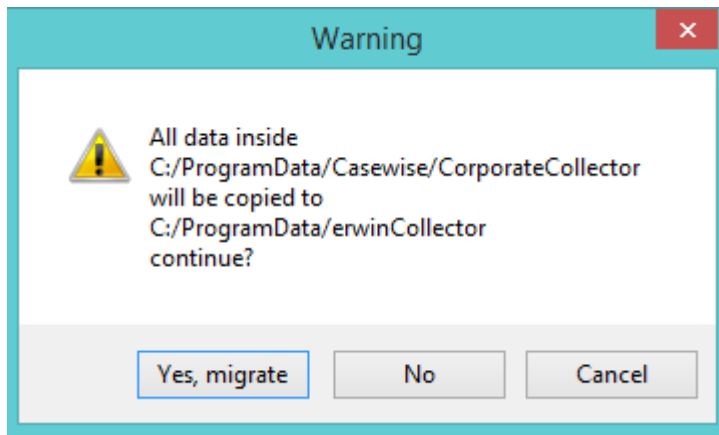 Warning
All data inside
C:/ProgramData/Casewise/CorporateCollector
will be copied to
C:/ProgramData/erwinCollector
continue?
Yes, migrate
No
Cancel